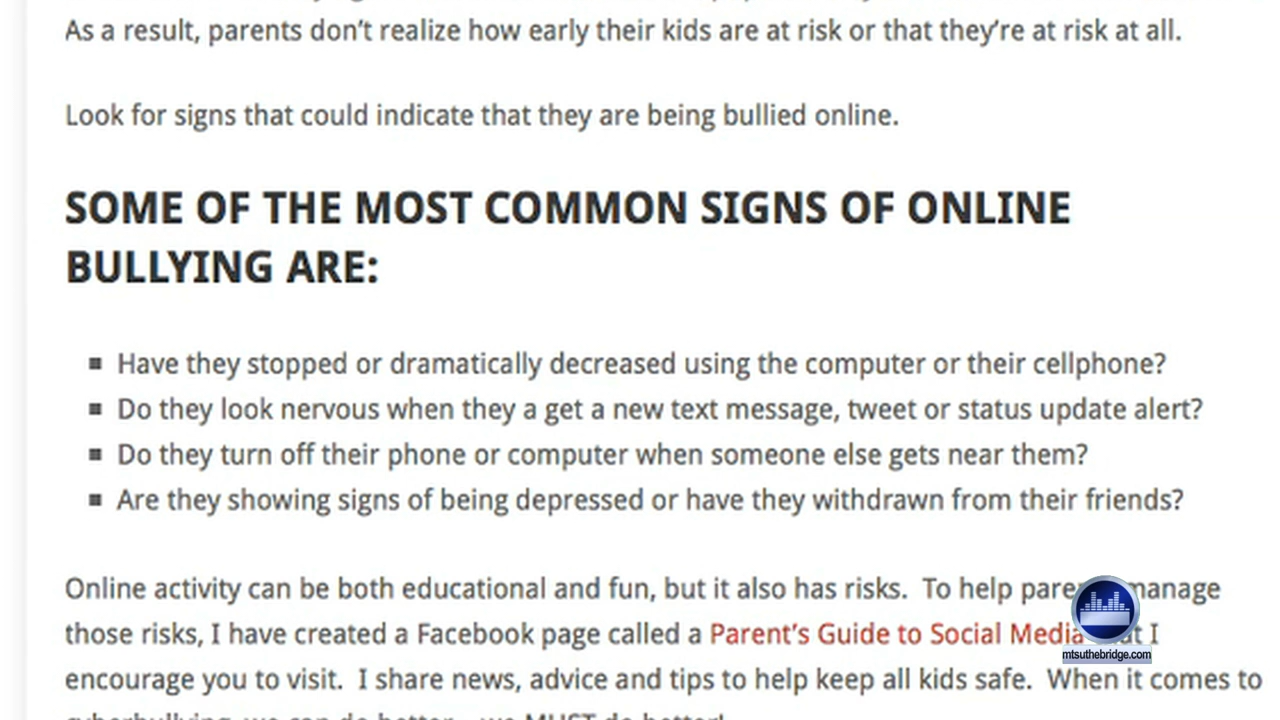 As a result, parents don't realize how early their kids are at risk or that they're at risk at all.
Look for signs that could indicate that they are being bullied online.
SOME OF THE MOST COMMON SIGNS OF ONLINE
BULLYING ARE:
Have they stopped or dramatically decreased using the computer or their cellphone?
Do they look nervous when they a get a new text message, tweet or status update alert?
Do they turn off their phone or computer when someone else gets near them?
Are they showing signs of being depressed or have they withdrawn from their friends?
Online activity can be both educational and fun, but it also has risks.  To help manage
those risks, I have created a Facebook page called a Parent's Guide to Social Media I
mtsuthebridge.com
encourage you to visit.  I share news, advice and tips to help keep all kids safe.  When it comes to